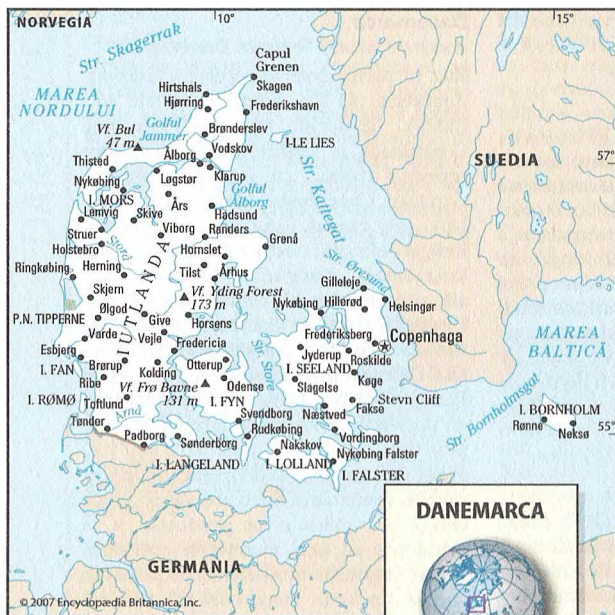 NORVEGIA
10°
15°
Str. Skagerrak
Capul
Grenen
Skagen
Hirtshals
Hjørring
Frederikshavn
MAREA
NORDULUI
Golful
Jammer
Vf. Bul
47 m
Brønderslev
Vodskov
I-LE LIES
Thisted
Ålborg
Klarup
SUEDIA
57°
Nykøbing
Løgstør
Golful
Ålborg
I. MORS
Års
Lemvig
Skive
Hadsund
Str. Kattegat
Struer
Viborg
Randers
Storå
Holstebro
Hornslet
Grenå
Ringkøbing
Herning
Tilst
Århus
Str. Øresund
Gilleleje
Skjern
Vf. Yding Forest
173 m
Nykøbing
Hillerød
Helsingør
P.N. TIPPERNE
Ølgod
Give
Horsens
IUTLANDA
Varde
Vejle
Frederiksberg
Copenhaga
MAREA
BALTICĂ
Esbjerg
Fredericia
Str. Store
Jyderup
Roskilde
I. FAN
Brørup
Otterup
I. SEELAND
Kolding
Køge
Ribe
Vf. Frø Bavne
131 m
Odense
Slagelse
Stevn Cliff
I. RØMØ
Toftlund
I. FYN
Fakse
Str. Bornholmsgat
I. BORNHOLM
Arnå
Svendborg
Næstved
Rønne
Neksø
55°
Tønder
Rudkøbing
Vordingborg
Padborg
Sønderborg
Nakskov
Nykøbing Falster
I. LANGELAND
I. LOLLAND
I. FALSTER
DANEMARCA
GERMANIA
© 2007 Encyclopædia Britannica, Inc.